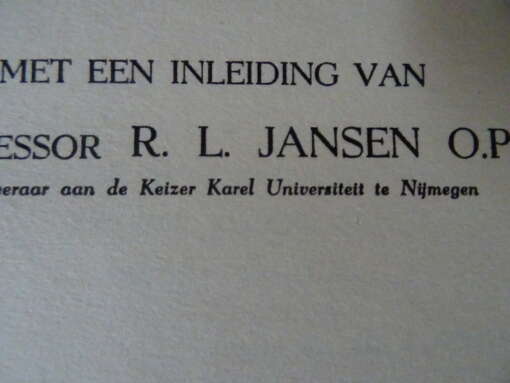 MET EEN INLEIDING VAN
ESSOR R. L. JANSEN O.P
eraar aan de Keizer Karel Universiteit te Nijmegen